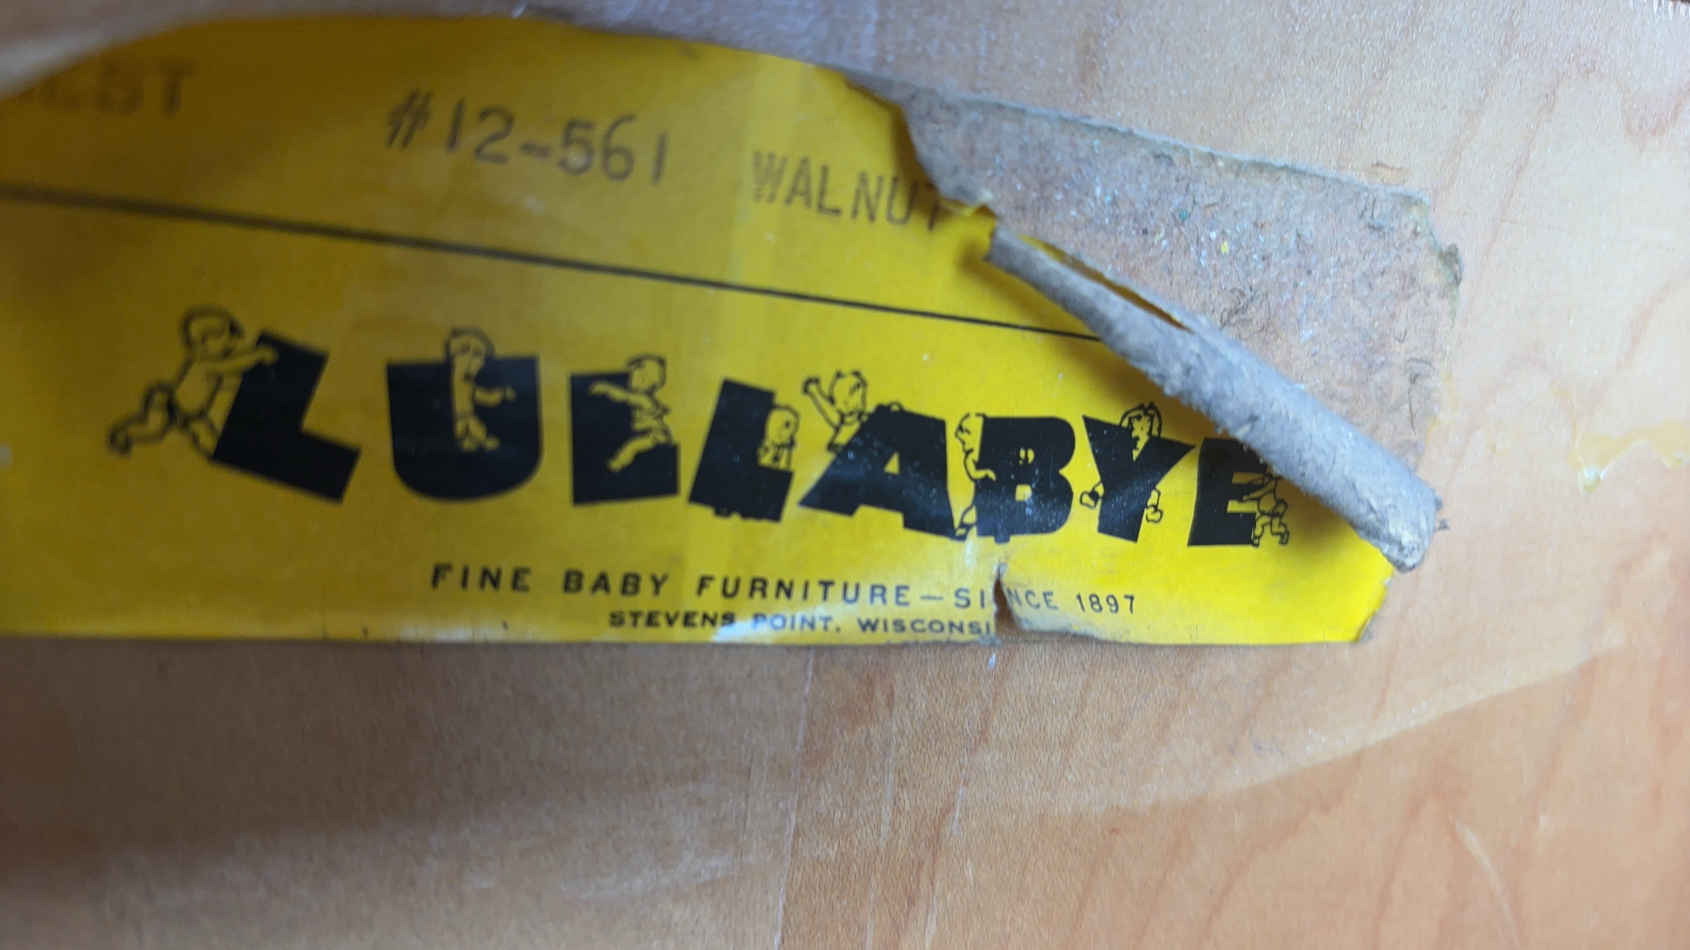 #12-561 WALNUT
LULLABYE
FINE BABY FURNITURE—SINCE 1897
STEVENS POINT, WISCONSI